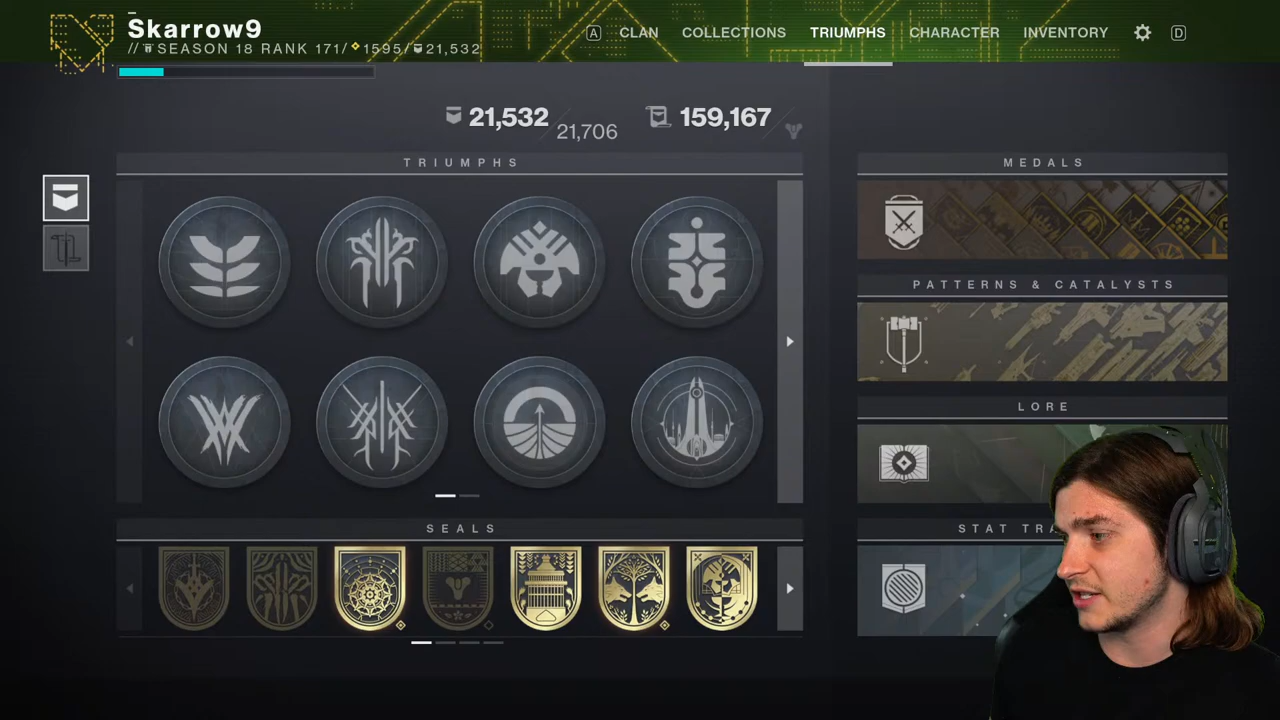 Skarrow9
// SEASON 18 RANK 171/ 1595/ 21,532
A CLAN COLLECTIONS TRIUMPHS CHARACTER INVENTORY D
21,532 / 21,706 159,167
TRIUMPHS
MEDALS
PATTERNS & CATALYSTS
LORE
SEALS
STAT TR